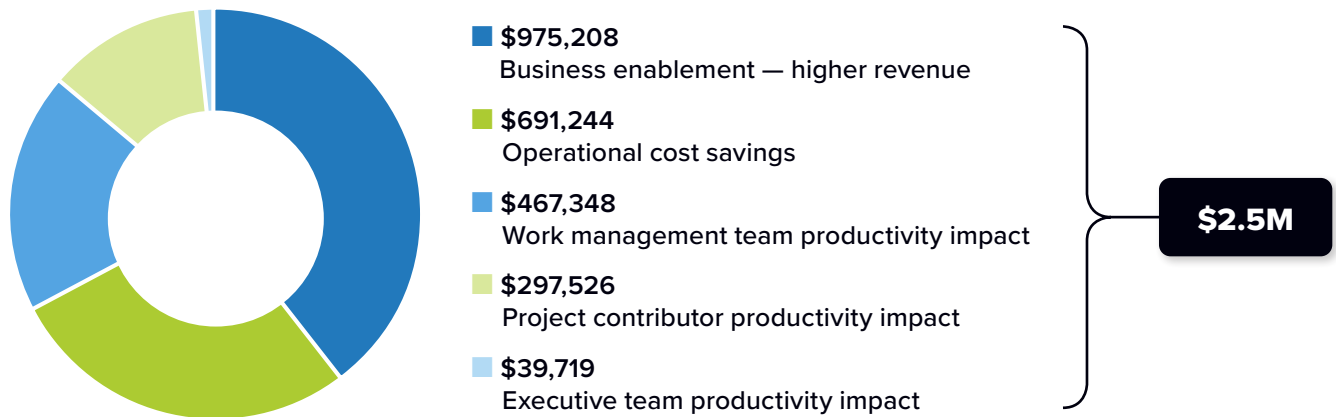 $975,208
Business enablement — higher revenue
$691,244
Operational cost savings
$467,348
Work management team productivity impact
$297,526
Project contributor productivity impact
$39,719
Executive team productivity impact
$2.5M